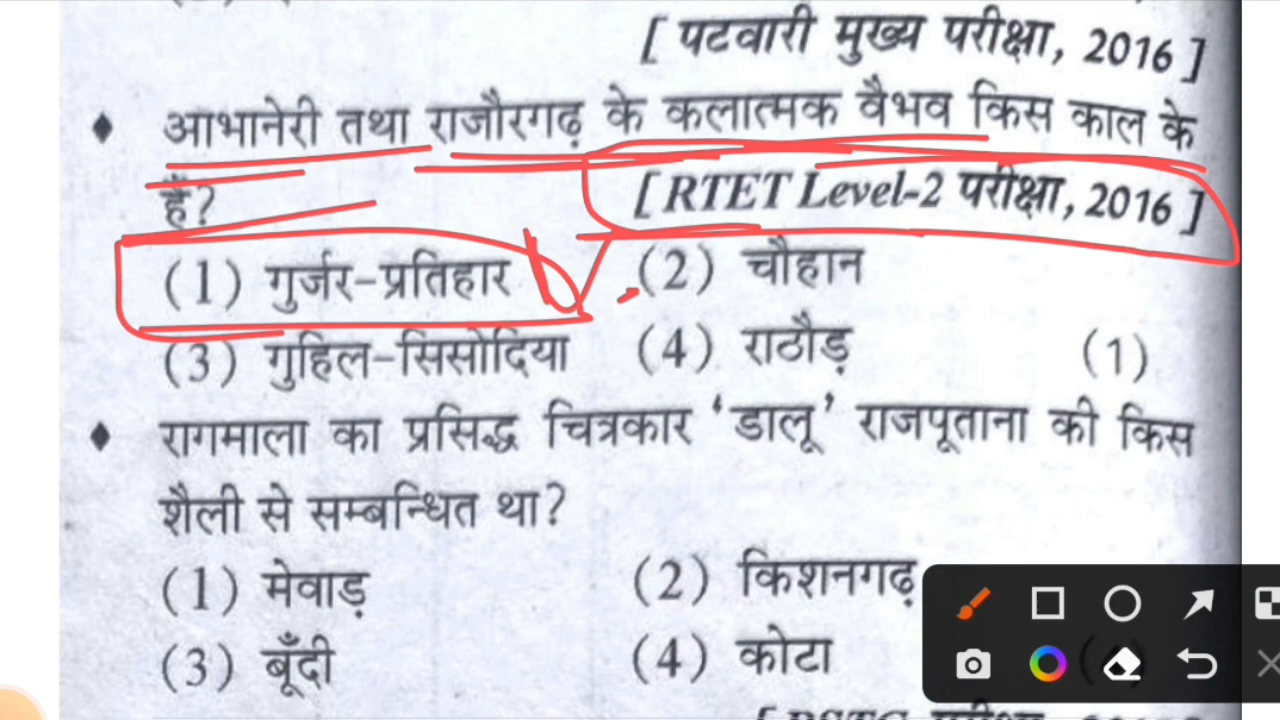 [ पटवारी मुख्य परीक्षा, 2016 ]
♦ आभानेरी तथा राजौरगढ़ के कलात्मक वैभव किस काल के
हैं? [ RTET Level-2 परीक्षा, 2016 ]
(1) गुर्जर-प्रतिहार (2) चौहान
(3) गुहिल-सिसोदिया (4) राठौड़ (1)
♦ रागमाला का प्रसिद्ध चित्रकार ‘डालू’ राजपूताना की किस
शैली से सम्बन्धित था?
(1) मेवाड़ (2) किशनगढ़
(3) बूँदी (4) कोटा